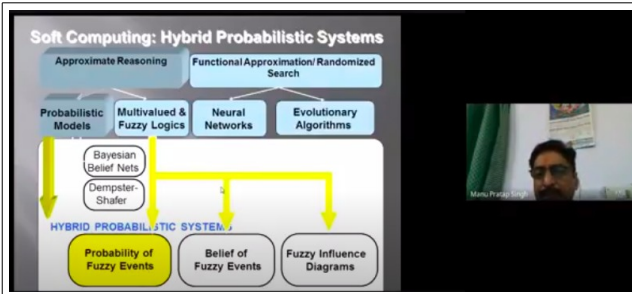 Soft Computing: Hybrid Probabilistic Systems
Approximate Reasoning
Functional Approximation/ Randomized
Search
Probabilistic
Models
Multivalued &
Fuzzy Logics
Neural
Networks
Evolutionary
Algorithms
Bayesian
Belief Nets
Dempster-
Shafer
HYBRID PROBABILISTIC SYSTEMS
Probability of
Fuzzy Events
Belief of
Fuzzy Events
Fuzzy Influence
Diagrams
Manu Pratap Singh